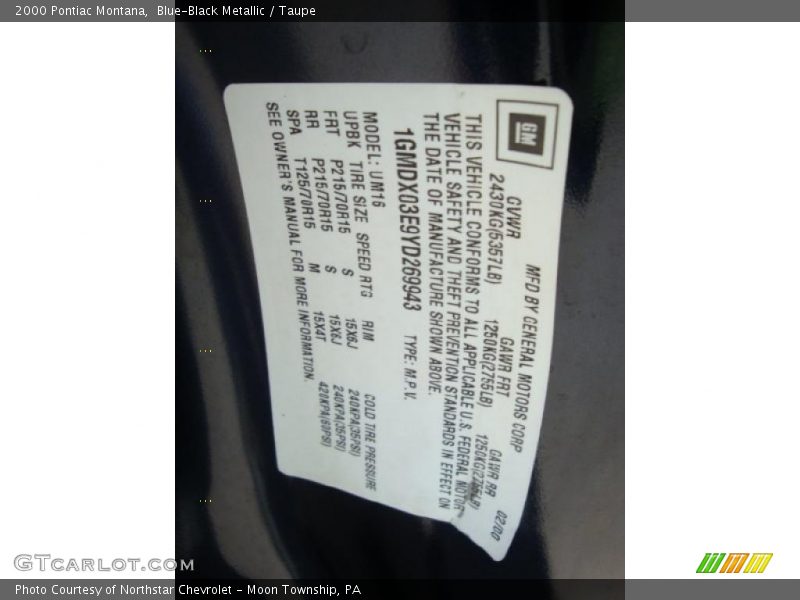 2000 Pontiac Montana,  Blue-Black Metallic / Taupe
GM
MFD BY GENERAL MOTORS CORP 02/00
GVWR GAWR FRT GAWR RR
2430KG(5357LB) 1250KG(2755LB) 1250KG(2755LB)
THIS VEHICLE CONFORMS TO ALL APPLICABLE U.S. FEDERAL MOTOR
VEHICLE SAFETY AND THEFT PREVENTION STANDARDS IN EFFECT ON
THE DATE OF MANUFACTURE SHOWN ABOVE.
1GMDX03E9YD269943 TYPE: M.P.V.
MODEL: UM16
UPBK TIRE SIZE SPEED RTG RIM COLD TIRE PRESSURE
FRT P215/70R15 S 15X6J 240KPA(35PSI)
RR P215/70R15 S 15X6J 240KPA(35PSI)
SPA T125/70R15 M 15X4T 420KPA(60PSI)
SEE OWNER'S MANUAL FOR MORE INFORMATION.
GTCARLOT.COM
Photo Courtesy of Northstar Chevrolet - Moon Township, PA